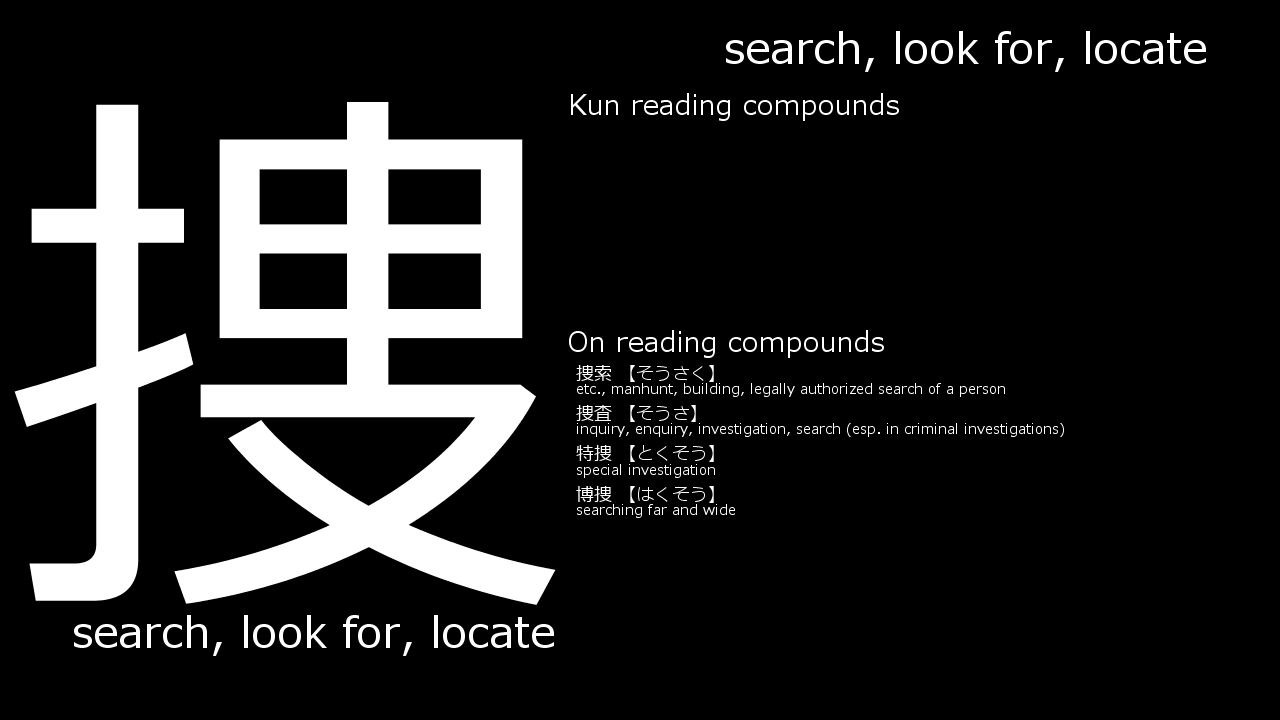 search, look for, locate
Kun reading compounds
捜
On reading compounds
捜索 【そうさく】
etc., manhunt, building, legally authorized search of a person
捜査 【そうさ】
inquiry, enquiry, investigation, search (esp. in criminal investigations)
特捜 【とくそう】
special investigation
博捜 【はくそう】
searching far and wide
search, look for, locate